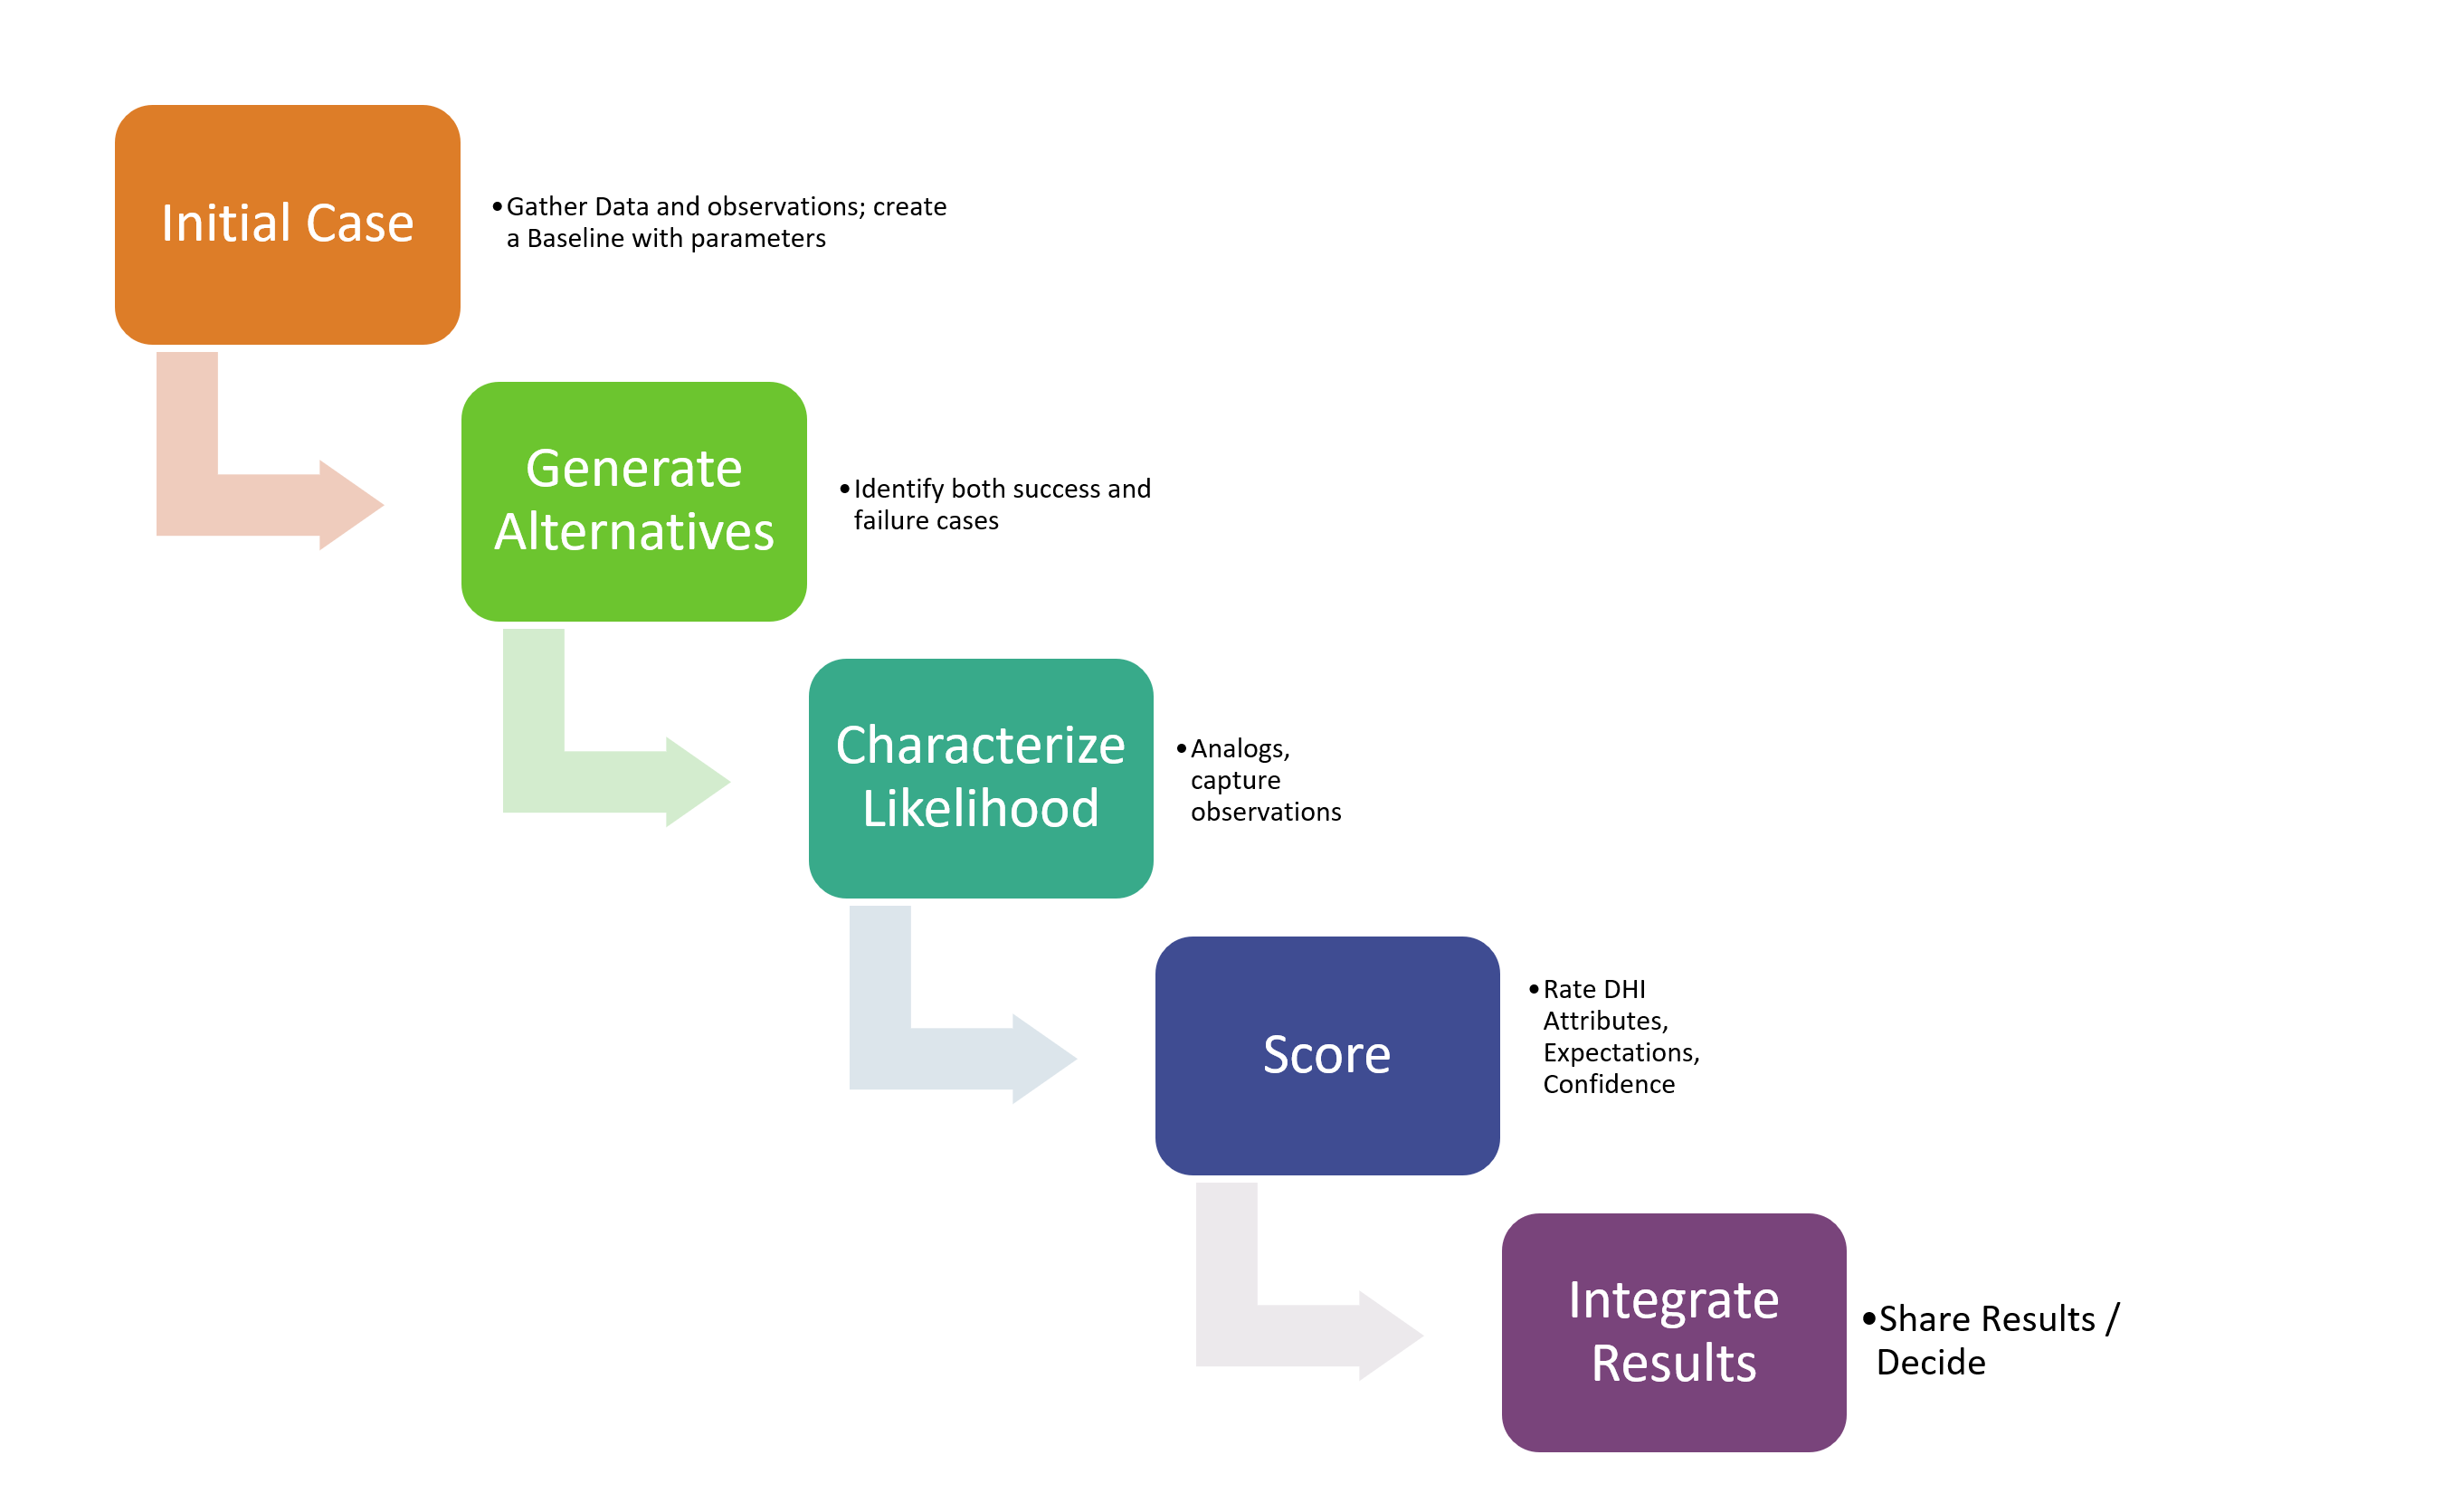 Initial Case
•Gather Data and observations; create
a Baseline with parameters
Generate
Alternatives
•Identify both success and
failure cases
Characterize
Likelihood
•Analogs,
capture
observations
Score
•Rate DHI
Attributes,
Expectations,
Confidence
Integrate
Results
•Share Results /
Decide